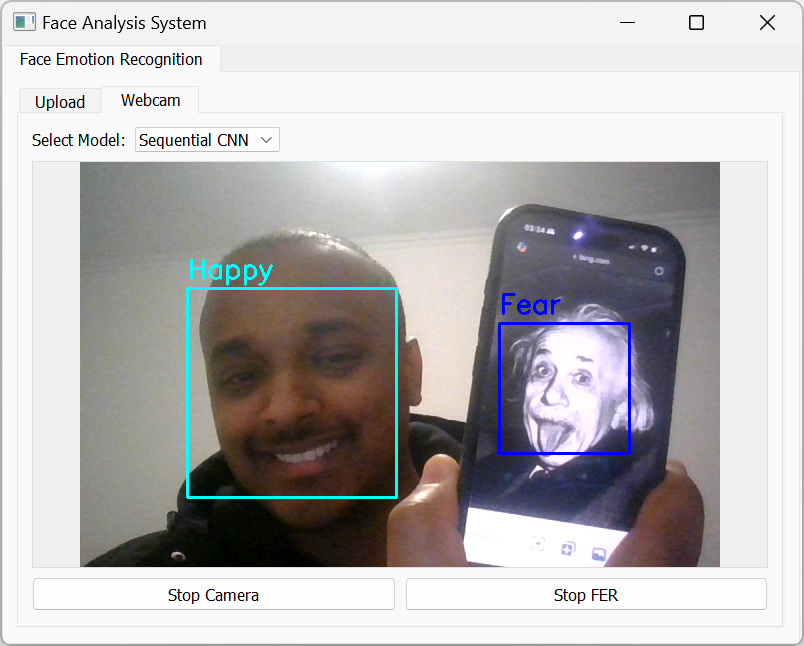 Face Analysis System
Face Emotion Recognition
Upload Webcam
Select Model: Sequential CNN
03:34
bing.com
Happy
Fear
Stop Camera Stop FER